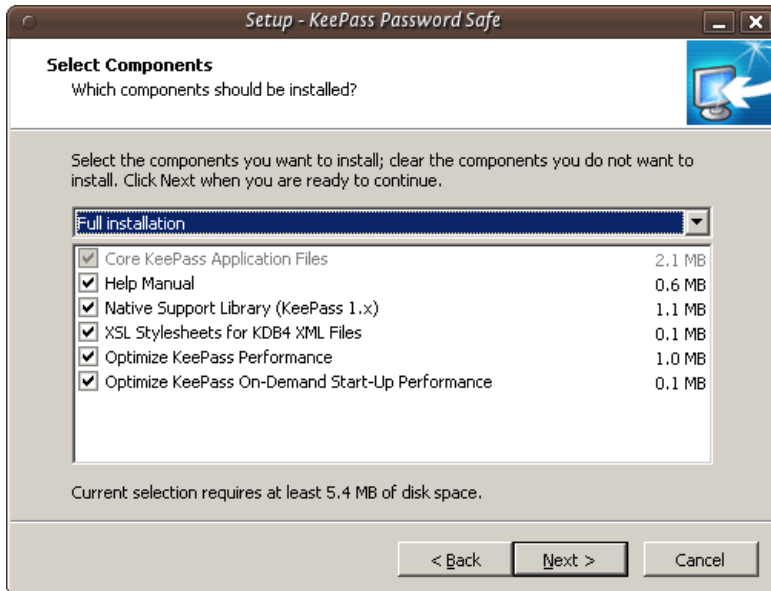 Setup - KeePass Password Safe
Select Components
Which components should be installed?
Select the components you want to install; clear the components you do not want to
install. Click Next when you are ready to continue.
Full installation
Core KeePass Application Files 2.1 MB
Help Manual 0.6 MB
Native Support Library (KeePass 1.x) 1.1 MB
XSL Stylesheets for KDB4 XML Files 0.1 MB
Optimize KeePass Performance 1.0 MB
Optimize KeePass On-Demand Start-Up Performance 0.1 MB
Current selection requires at least 5.4 MB of disk space.
< Back Next > Cancel